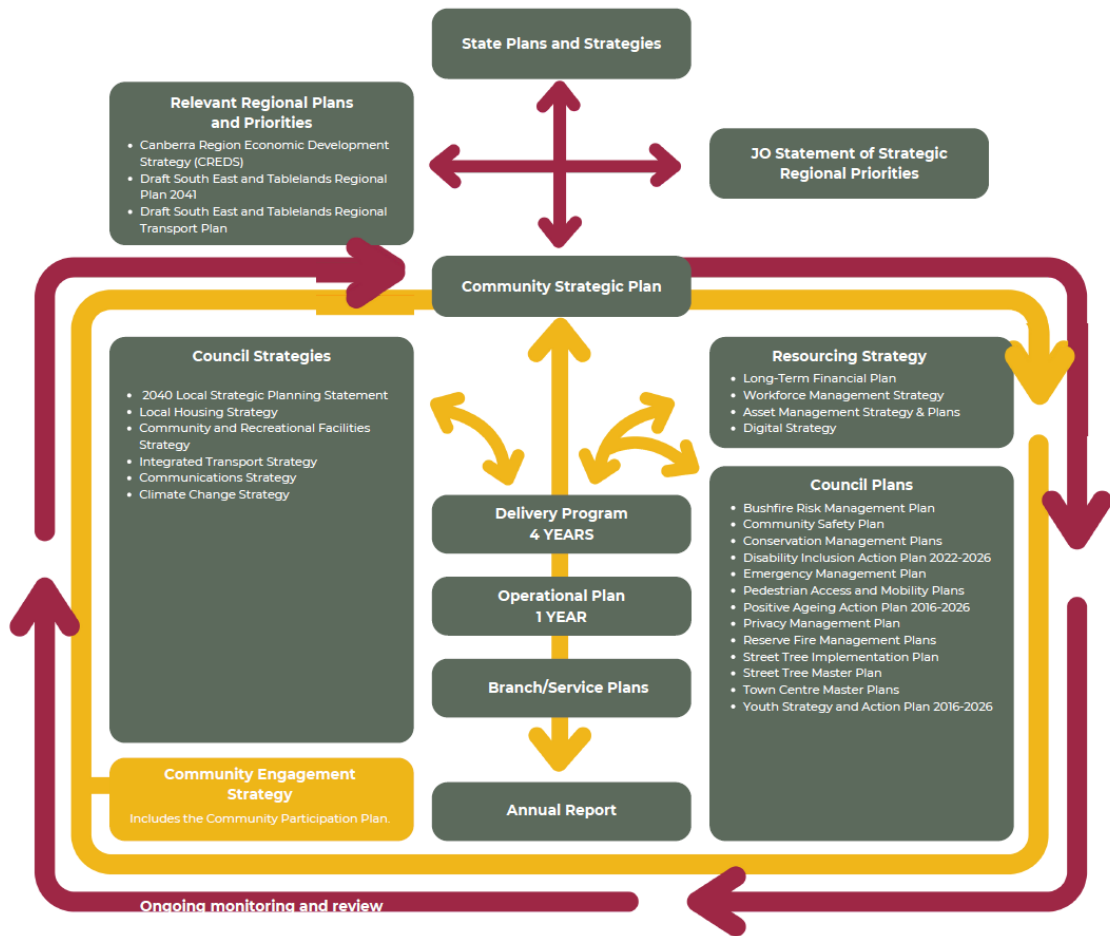 State Plans and Strategies
Relevant Regional Plans
and Priorities
• Canberra Region Economic Development
Strategy (CREDS)
• Draft South East and Tablelands Regional
Plan 2041
• Draft South East and Tablelands Regional
Transport Plan
JO Statement of Strategic
Regional Priorities
Community Strategic Plan
Council Strategies
• 2040 Local Strategic Planning Statement
• Local Housing Strategy
• Community and Recreational Facilities
Strategy
• Integrated Transport Strategy
• Communications Strategy
• Climate Change Strategy
Resourcing Strategy
• Long-Term Financial Plan
• Workforce Management Strategy
• Asset Management Strategy & Plans
• Digital Strategy
Delivery Program
4 YEARS
Operational Plan
1 YEAR
Branch/Service Plans
Annual Report
Council Plans
• Bushfire Risk Management Plan
• Community Safety Plan
• Conservation Management Plans
• Disability Inclusion Action Plan 2022-2026
• Emergency Management Plan
• Pedestrian Access and Mobility Plans
• Positive Ageing Action Plan 2016-2026
• Privacy Management Plan
• Reserve Fire Management Plans
• Street Tree Implementation Plan
• Street Tree Master Plan
• Town Centre Master Plans
• Youth Strategy and Action Plan 2016-2026
Community Engagement
Strategy
Includes the Community Participation Plan.
Ongoing monitoring and review